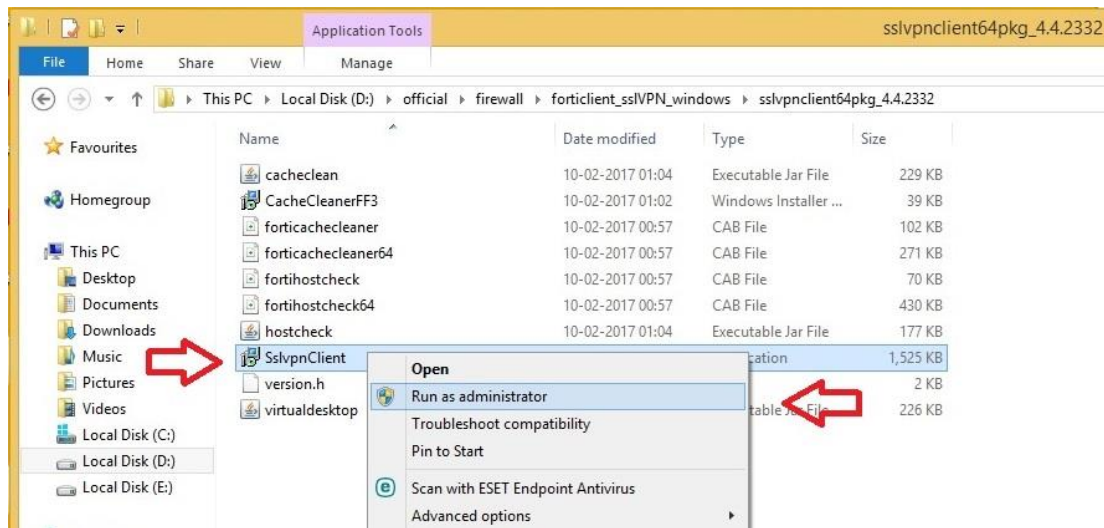 Application Tools
sslvpnclient64pkg_4.4.2332
File Home Share View Manage
This PC Local Disk (D:) official firewall forticlient_sslVPN_windows sslvpnclient64pkg_4.4.2332
Favourites
Homegroup
This PC
Desktop
Documents
Downloads
Music
Pictures
Videos
Local Disk (C:)
Local Disk (D:)
Local Disk (E:)
Name Date modified Type Size
cacheclean 10-02-2017 01:04 Executable Jar File 229 KB
CacheCleanerFF3 10-02-2017 01:02 Windows Installer ... 39 KB
forticachecleaner 10-02-2017 00:57 CAB File 102 KB
forticachecleaner64 10-02-2017 00:57 CAB File 271 KB
fortihostcheck 10-02-2017 00:57 CAB File 70 KB
fortihostcheck64 10-02-2017 00:57 CAB File 430 KB
hostcheck 10-02-2017 01:04 Executable Jar File 177 KB
SslvpnClient cation 1,525 KB
version.h 2 KB
virtualdesktop table Jar File 226 KB
Open
Run as administrator
Troubleshoot compatibility
Pin to Start
Scan with ESET Endpoint Antivirus
Advanced options